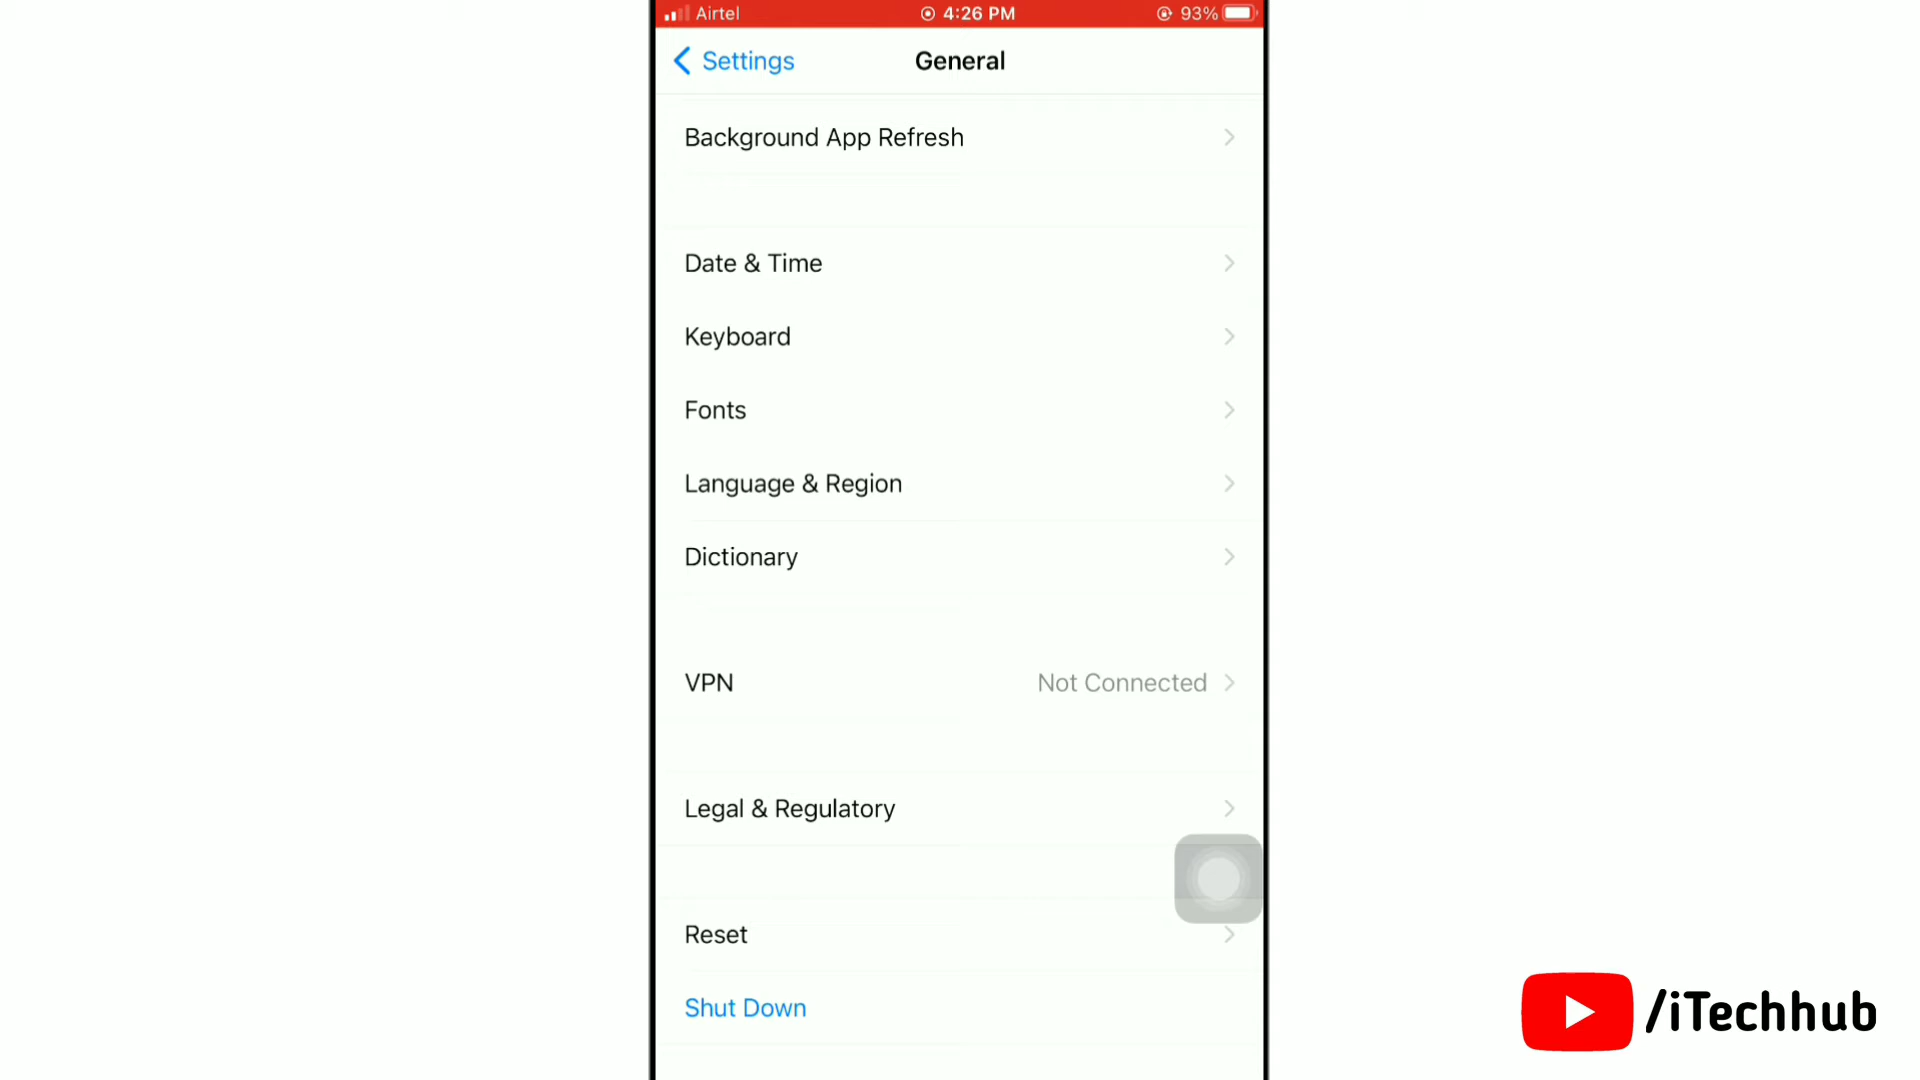 Airtel 4:26 PM 93%
Settings General
Background App Refresh
Date & Time
Keyboard
Fonts
Language & Region
Dictionary
VPN Not Connected
Legal & Regulatory
Reset
Shut Down
/iTechhub